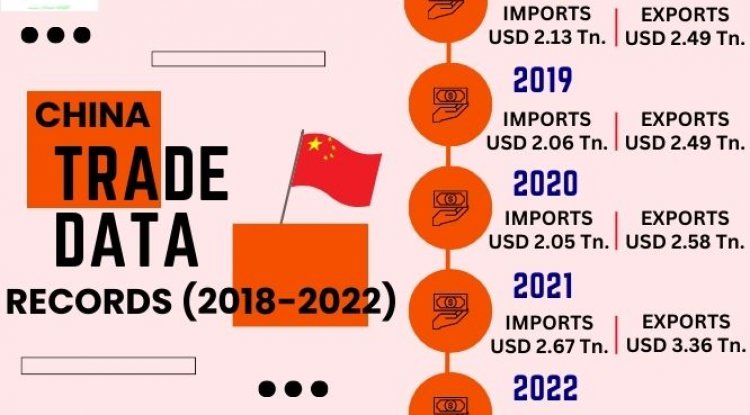 CHINA
TRADE
DATA
RECORDS (2018-2022)
IMPORTS EXPORTS
USD 2.13 Tn. USD 2.49 Tn.
2019
IMPORTS EXPORTS
USD 2.06 Tn. USD 2.49 Tn.
2020
IMPORTS EXPORTS
USD 2.05 Tn. USD 2.58 Tn.
2021
IMPORTS EXPORTS
USD 2.67 Tn. USD 3.36 Tn.
2022